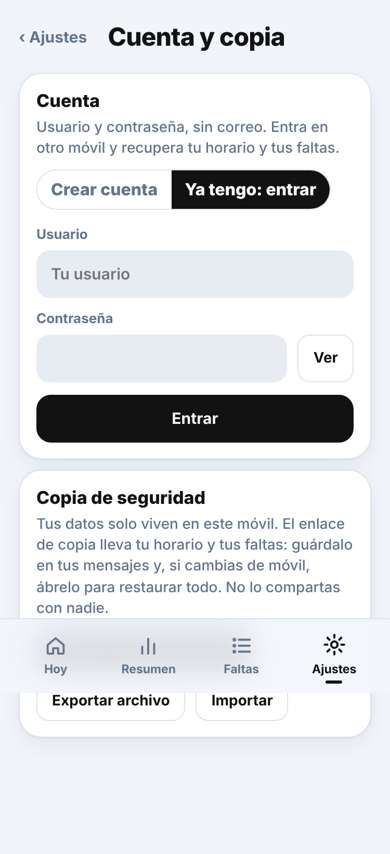 ‹ Ajustes Cuenta y copia
Cuenta
Usuario y contraseña, sin correo. Entra en
otro móvil y recupera tu horario y tus faltas.
Crear cuenta Ya tengo: entrar
Usuario
Tu usuario
Contraseña
Ver
Entrar
Copia de seguridad
Tus datos solo viven en este móvil. El enlace
de copia lleva tu horario y tus faltas: guárdalo
en tus mensajes y, si cambias de móvil,
ábrelo para restaurar todo. No lo compartas
con nadie.
Hoy Resumen Faltas Ajustes
Exportar archivo Importar